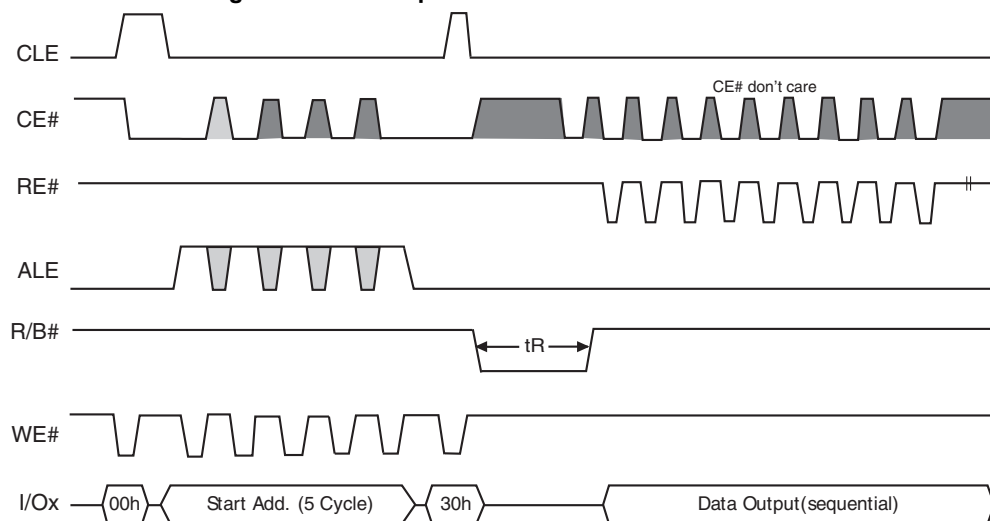 CLE
CE# don't care
CE#
RE#
ALE
R/B#
tR
WE#
I/Ox
00h
Start Add. (5 Cycle)
30h
Data Output(sequential)